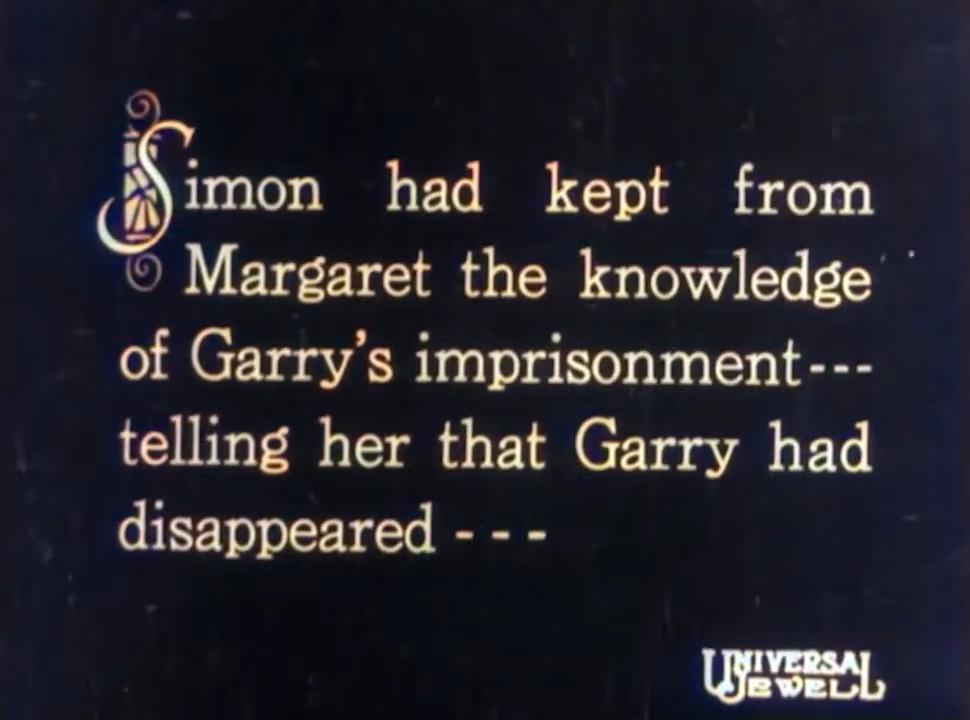 Simon had kept from
Margaret the knowledge
of Garry's imprisonment---
telling her that Garry had
disappeared - - -
UNIVERSAL
JEWELL